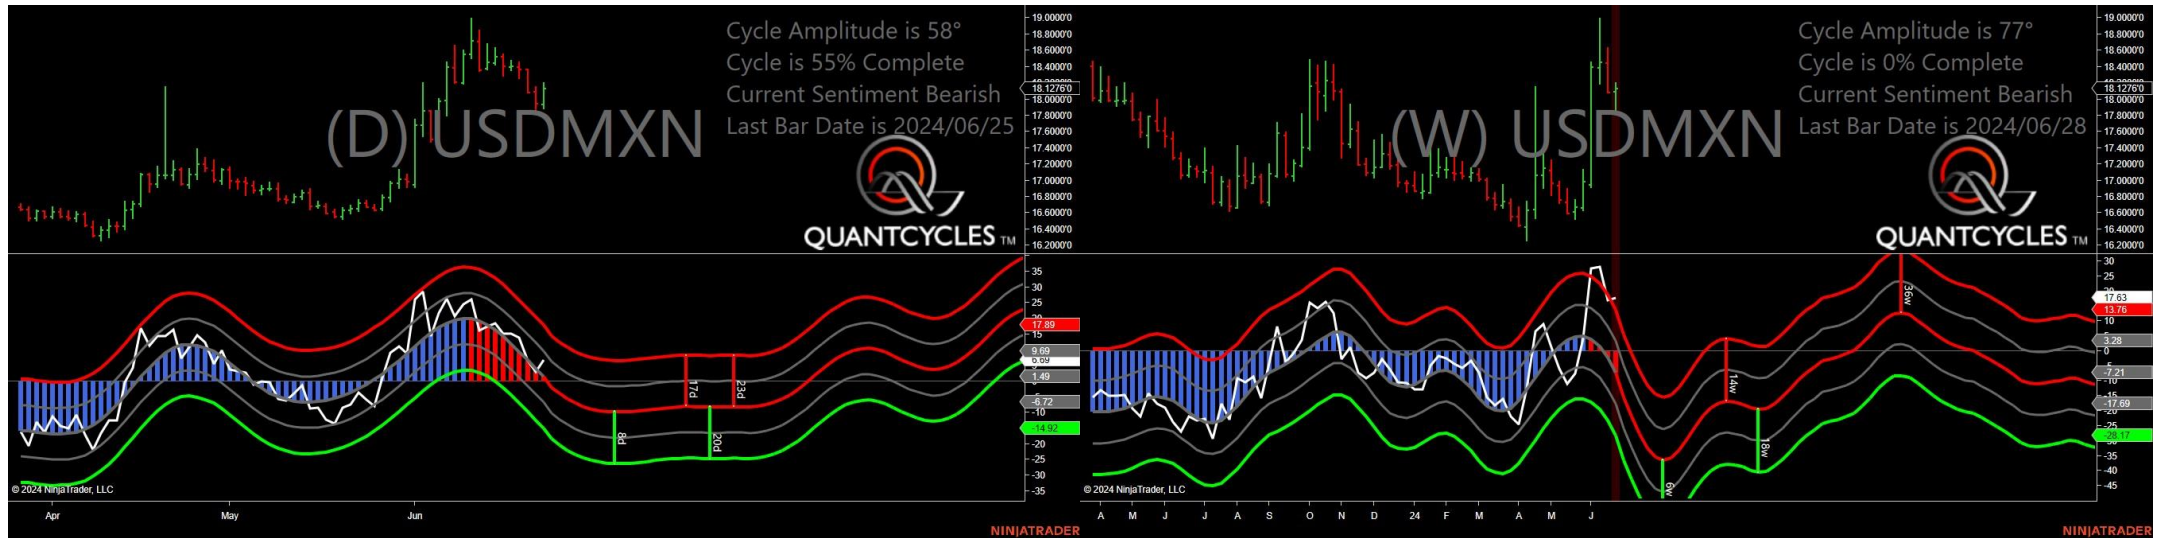 Cycle Amplitude is 58°
Cycle is 55% Complete
Current Sentiment Bearish
Last Bar Date is 2024/06/25
(D) USDMXN
QUANTCYCLES TM
19.0000'0
18.8000'0
18.6000'0
18.4000'0
18.1276'0
18.0000'0
17.8000'0
17.6000'0
17.4000'0
17.2000'0
17.0000'0
16.8000'0
16.6000'0
16.4000'0
16.2000'0
35
30
25
20
17.89
15
9.69
6.69
1.49
-6.72
-10
-14.92
-20
-25
-30
-35
8d
17d
20d
23d
© 2024 NinjaTrader, LLC
Apr May Jun
NINJATRADER
Cycle Amplitude is 77°
Cycle is 0% Complete
Current Sentiment Bearish
Last Bar Date is 2024/06/28
(W) USDMXN
QUANTCYCLES TM
19.0000'0
18.8000'0
18.6000'0
18.4000'0
18.1276'0
18.0000'0
17.8000'0
17.6000'0
17.4000'0
17.2000'0
17.0000'0
16.8000'0
16.6000'0
16.4000'0
16.2000'0
30
25
17.63
13.76
10
3.28
0
-7.21
-10
-17.69
-25
-28.17
-35
-40
-45
6w
14w
18w
36w
© 2024 NinjaTrader, LLC
A M J J A S O N D 24 F M A M J
NINJATRADER